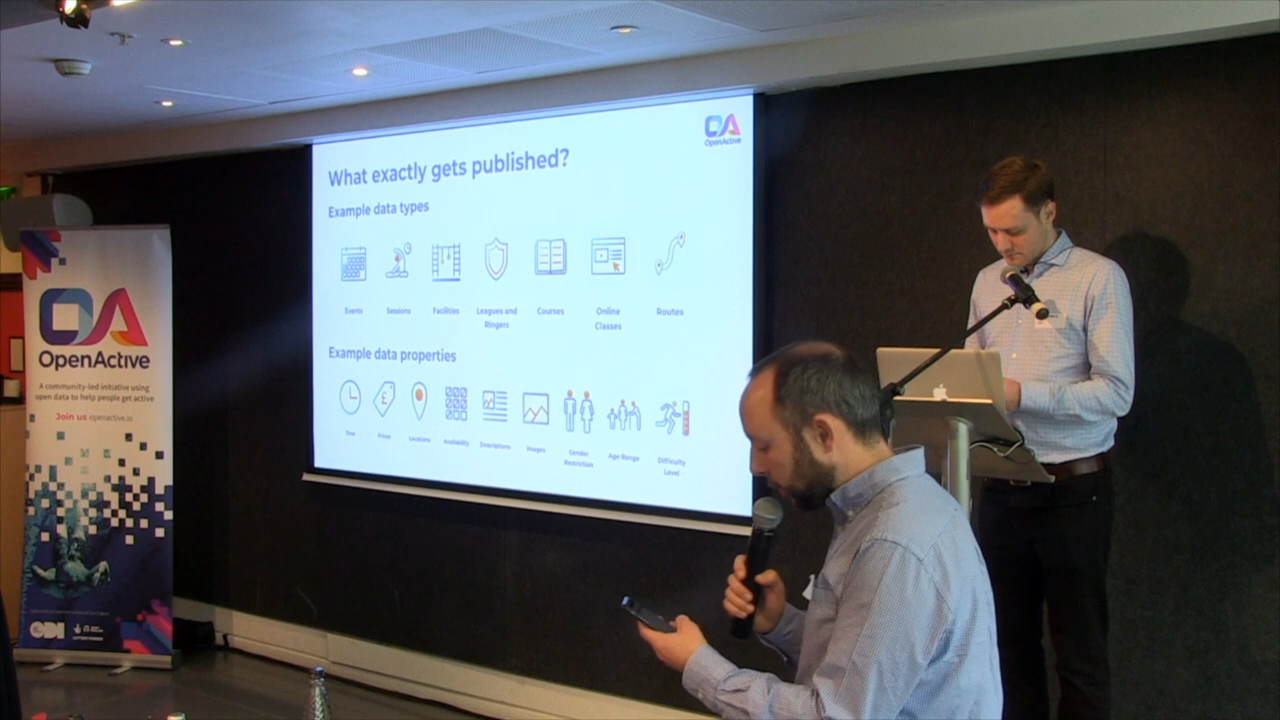 OpenActive
What exactly gets published?
Example data types
Events
Sessions
Facilities
Leagues and
Ringers
Courses
Online
Classes
Routes
Example data properties
£
Time
Prices
Locations
Availability
Descriptions
Images
Gender
Restriction
Age Range
Difficulty
Level
OA
OpenActive
A community-led initiative using
open data to help people get active
Join us openactive.io
ODI